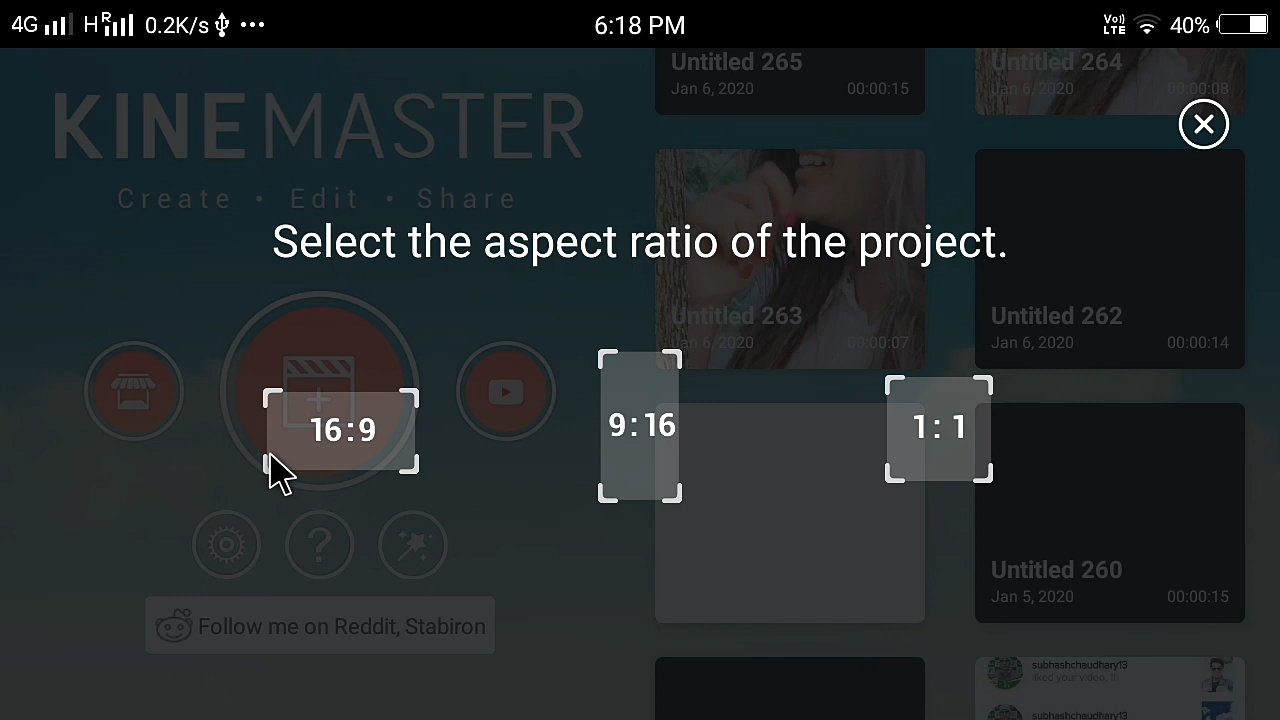 4G H R 0.2K/s ... 6:18 PM Vo)) LTE 40%
Untitled 265
Jan 6, 2020 00:00:15
Untitled 264
Jan 6, 2020 00:00:08
KINEMASTER
Create • Edit • Share
Select the aspect ratio of the project.
Untitled 263
Jan 6, 2020 00:00:07
Untitled 262
Jan 6, 2020 00:00:14
16:9
9:16
1:1
?
Untitled 260
Jan 5, 2020 00:00:15
Follow me on Reddit, Stabiron
subhashchaudhary13
liked your video. 1h
subhashchaudhary13